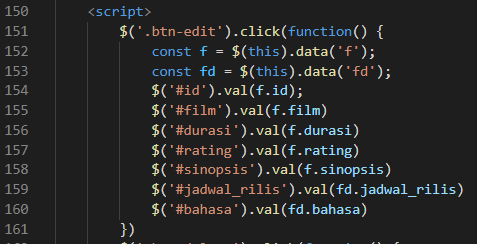 150 <script>
151 $('.btn-edit').click(function() {
152 const f = $(this).data('f');
153 const fd = $(this).data('fd');
154 $('#id').val(f.id);
155 $('#film').val(f.film)
156 $('#durasi').val(f.durasi)
157 $('#rating').val(f.rating)
158 $('#sinopsis').val(f.sinopsis)
159 $('#jadwal_rilis').val(fd.jadwal_rilis)
160 $('#bahasa').val(fd.bahasa)
161 })